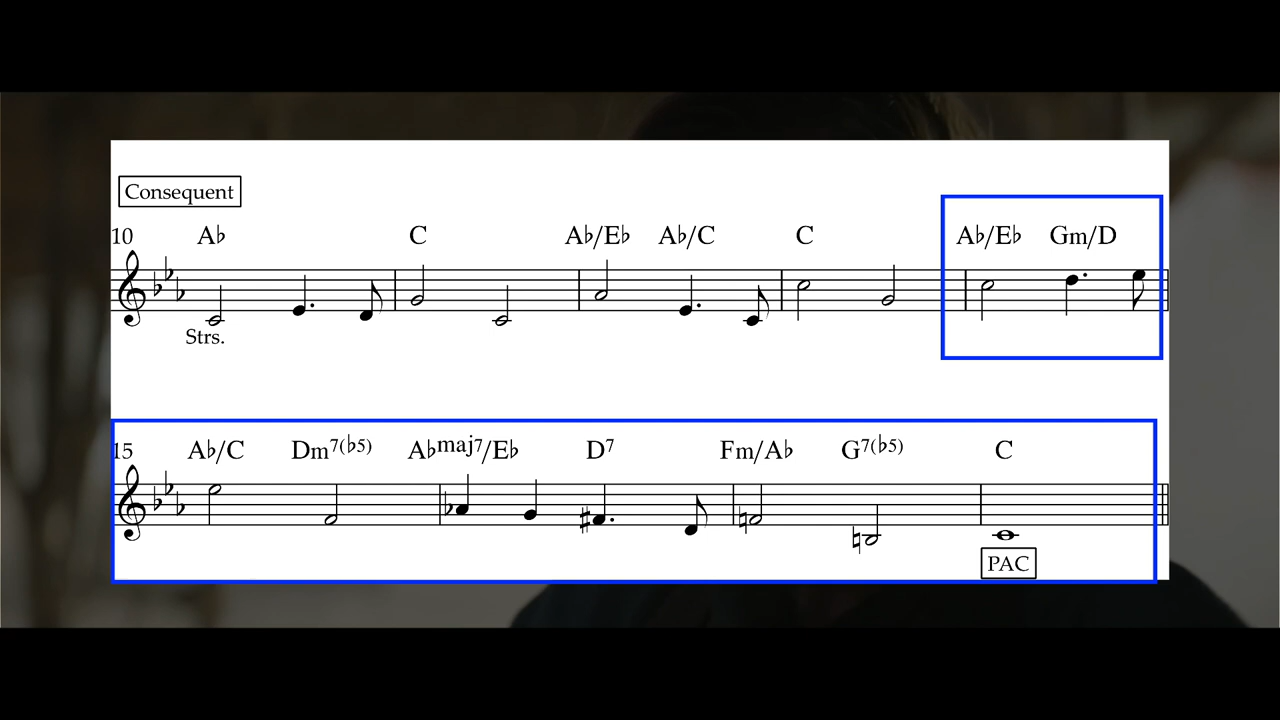 Consequent
10 A♭ C A♭/E♭ A♭/C C A♭/E♭ Gm/D
Strs.
15 A♭/C Dm7(♭5) A♭maj7/E♭ D7 Fm/A♭ G7(♭5) C
PAC